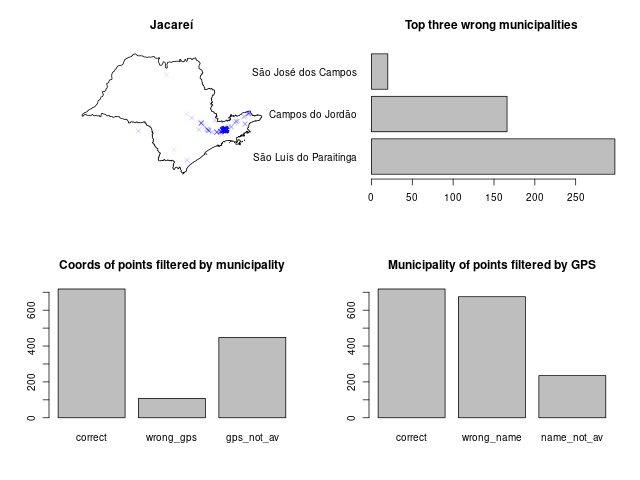 Jacareí
Top three wrong municipalities
São José dos Campos
Campos do Jordão
São Luís do Paraitinga
0 50 100 150 200 250
Coords of points filtered by municipality
0 200 400 600
correct wrong_gps gps_not_av
Municipality of points filtered by GPS
0 200 400 600
correct wrong_name name_not_av